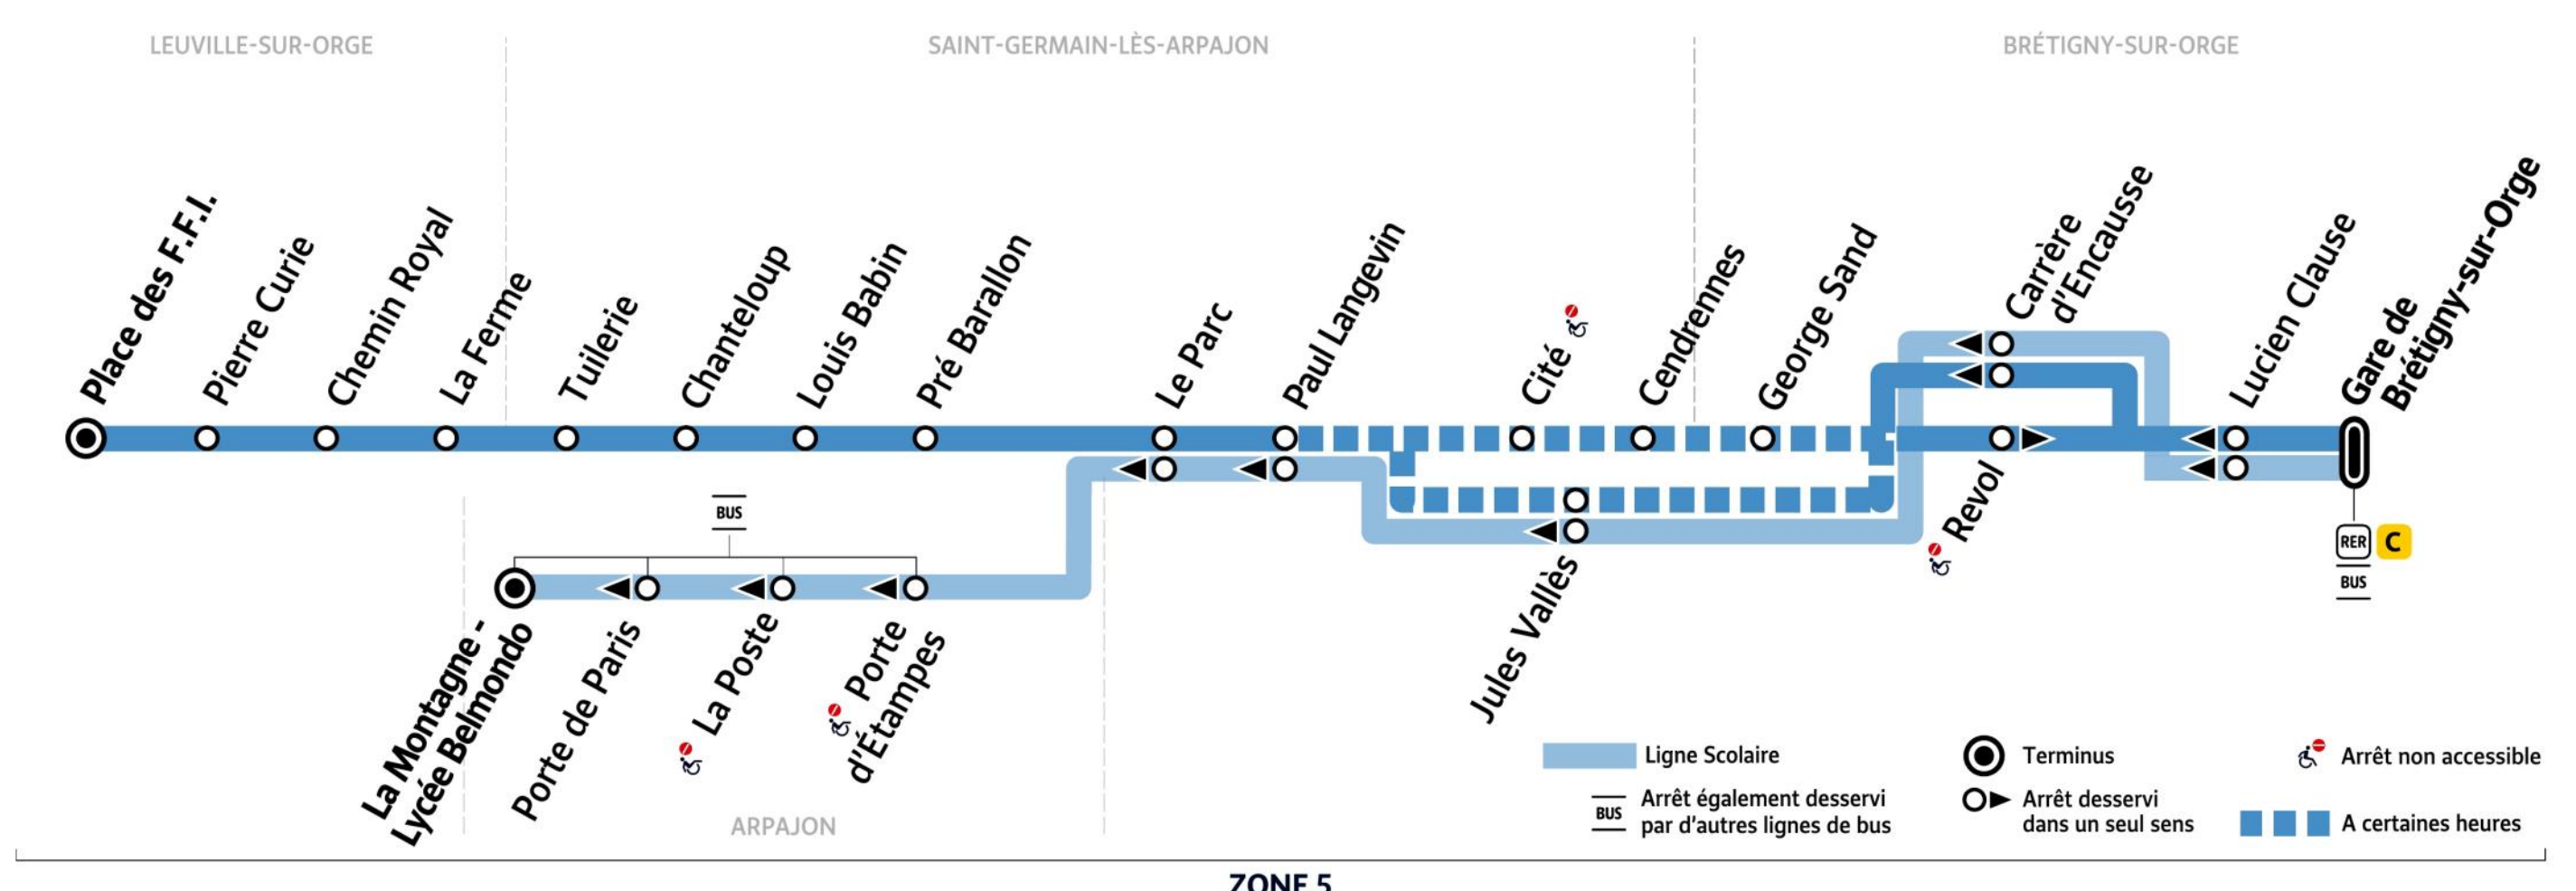 LEUVILLE-SUR-ORGE
SAINT-GERMAIN-LÈS-ARPAJON
BRÉTIGNY-SUR-ORGE
Place des F.F.I.
Pierre Curie
Chemin Royal
La Ferme
Tuilerie
Chanteloup
Louis Babin
Pré Barallon
Le Parc
Paul Langevin
Cité
Cendrennes
George Sand
Carrère
d'Encausse
Lucien Clause
Gare de
Brétigny-sur-Orge
BUS
Revol
RER C
BUS
La Montagne -
Lycée Belmondo
Porte de Paris
La Poste
Porte
d'Étampes
Jules Vallès
ARPAJON
Ligne Scolaire
BUS
Arrêt également desservi
par d'autres lignes de bus
Terminus
Arrêt desservi
dans un seul sens
Arrêt non accessible
A certaines heures
ZONE 5